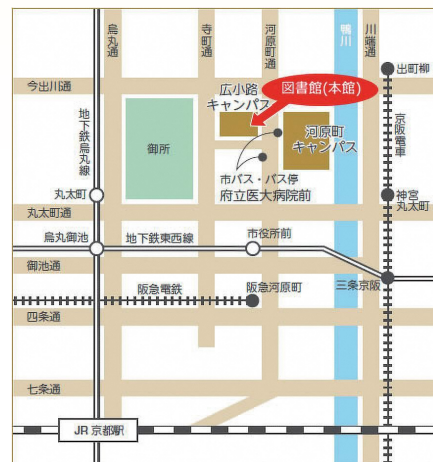 烏丸通
寺町通
河原町通
鴨川
川端通
出町柳
今出川通
広小路
キャンパス
図書館(本館)
地下鉄烏丸線
御所
河原町
キャンパス
京阪電車
市バス・バス停
府立医大病院前
丸太町
神宮
丸太町
丸太町通
烏丸御池
地下鉄東西線
市役所前
御池通
三条京阪
阪急電鉄
阪急河原町
四条通
七条通
JR 京都駅